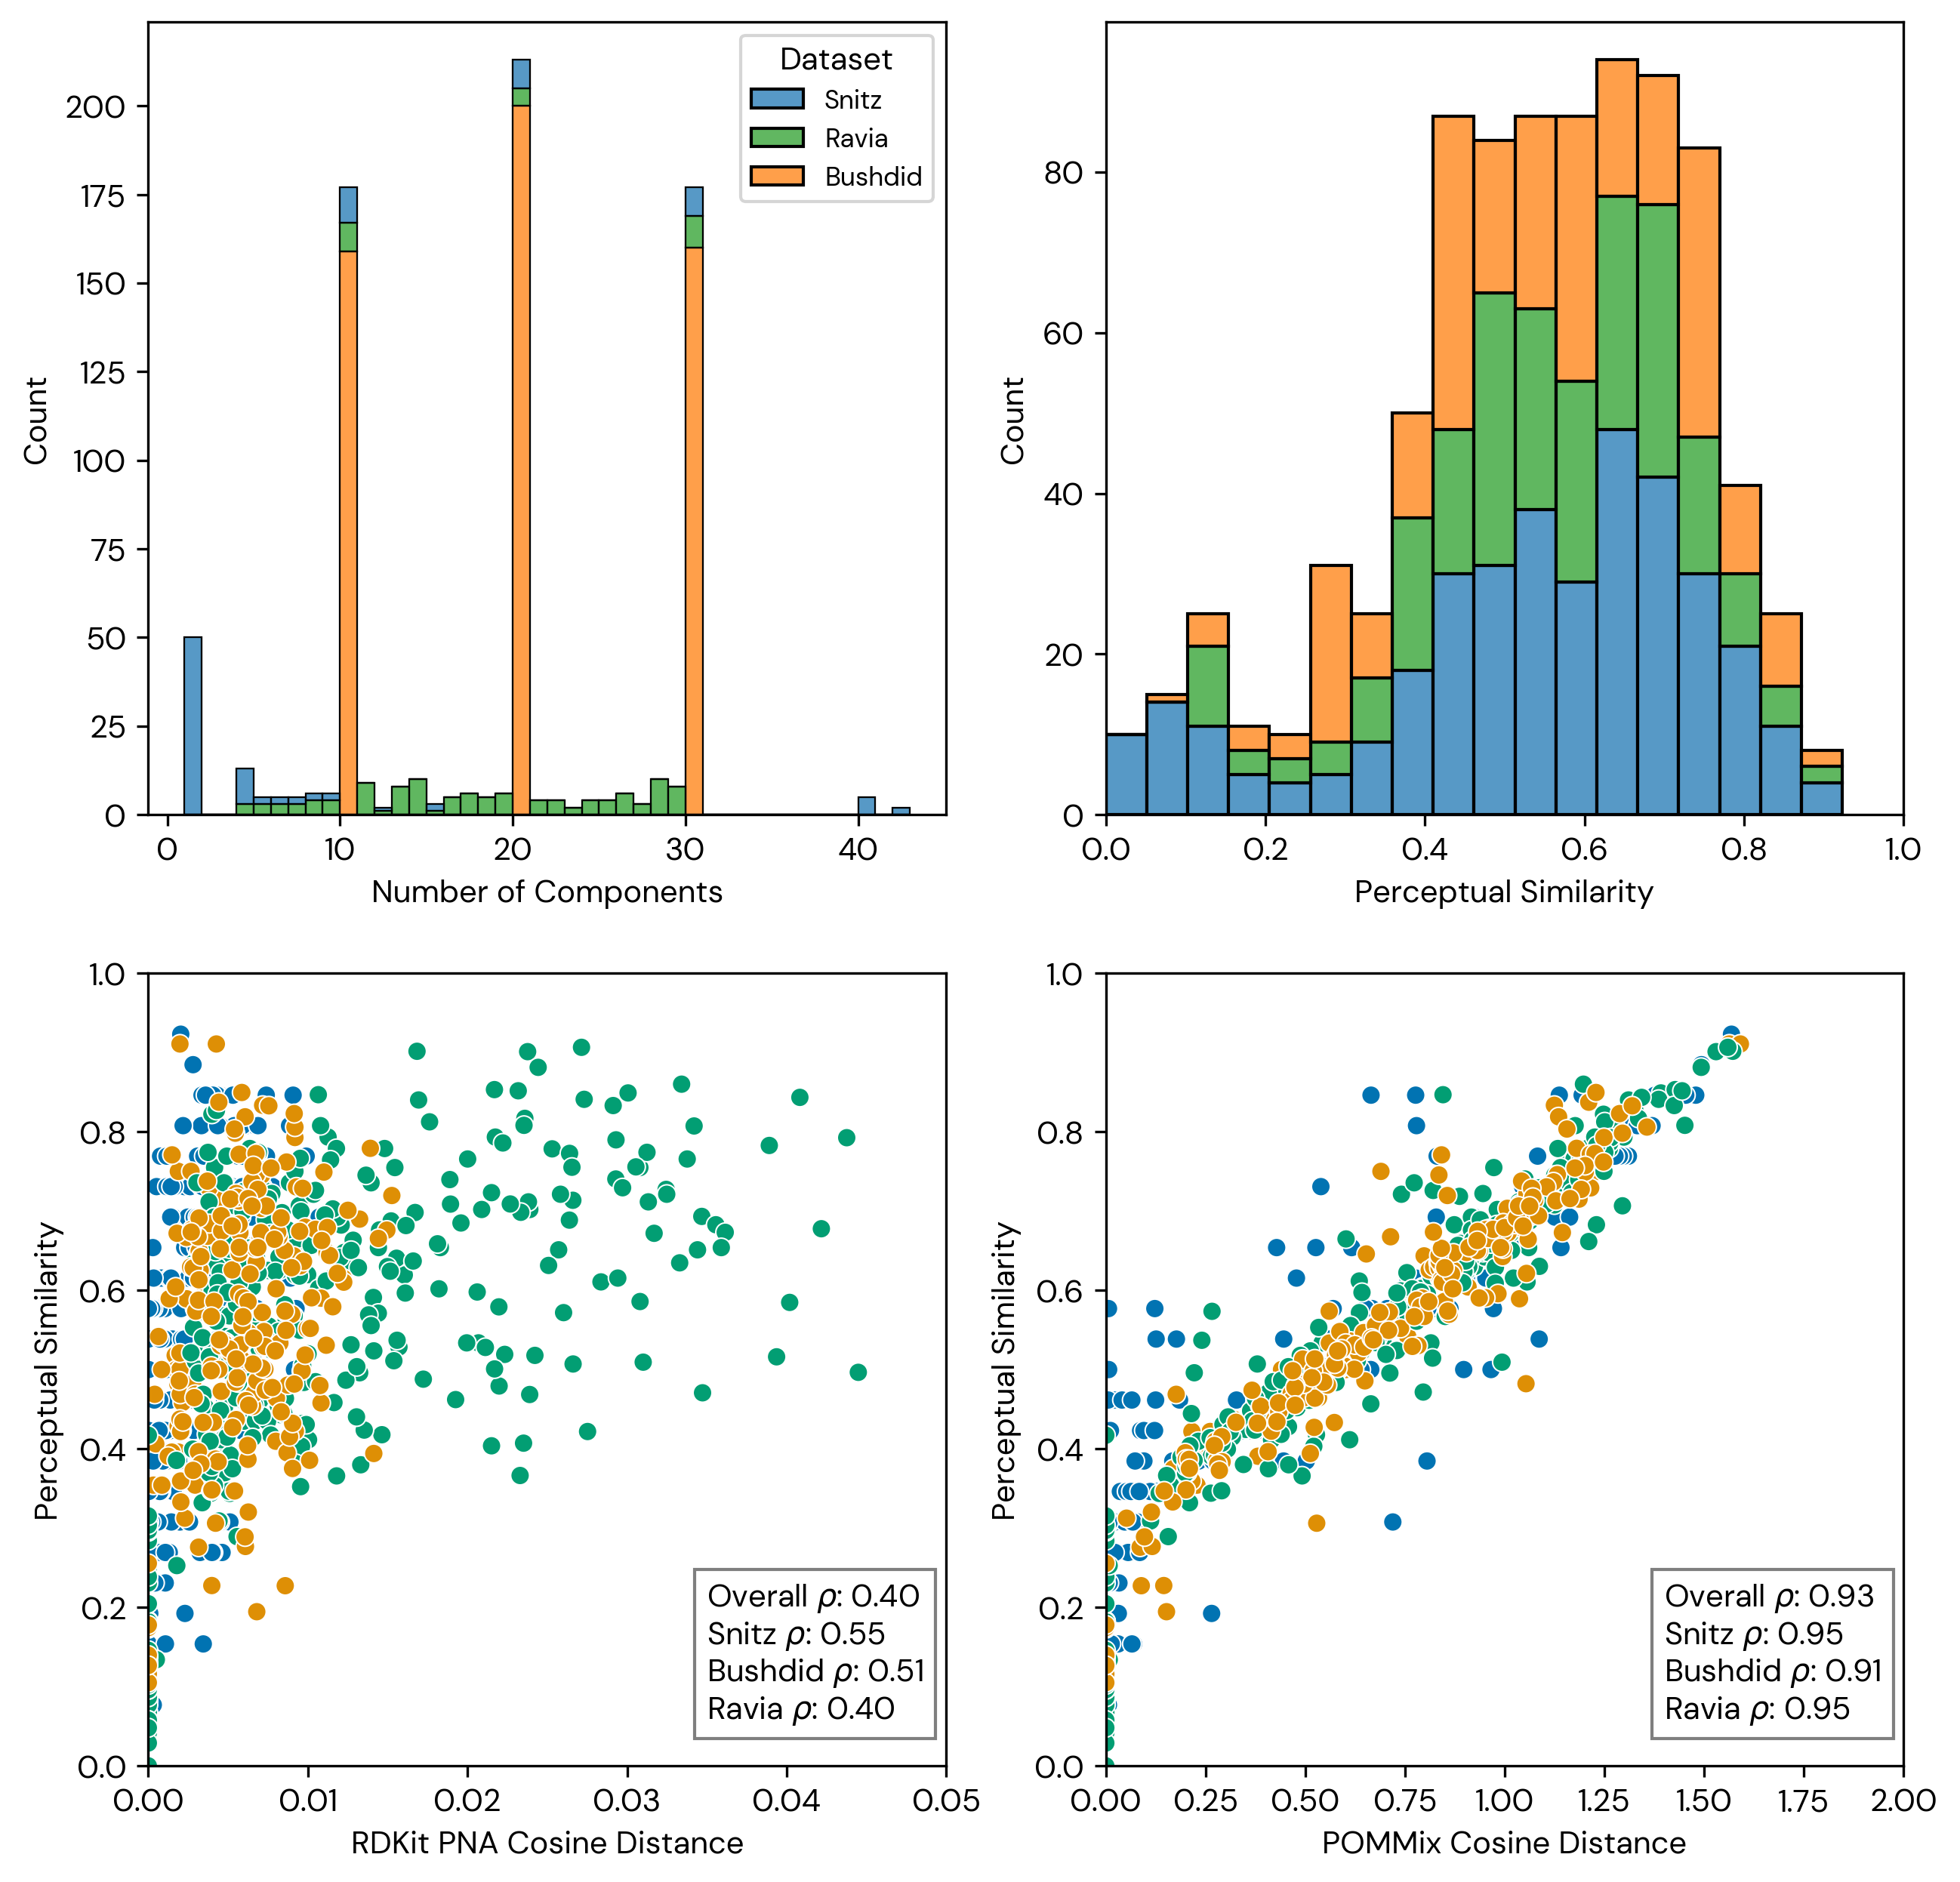 200
175
150
125
100
75
50
25
0
Count
Dataset
Snitz
Ravia
Bushdid
0 10 20 30 40
Number of Components
80
60
40
20
0
Count
0.0 0.2 0.4 0.6 0.8 1.0
Perceptual Similarity
1.0
0.8
0.6
0.4
0.2
0.0
Perceptual Similarity
Overall ρ: 0.40
Snitz ρ: 0.55
Bushdid ρ: 0.51
Ravia ρ: 0.40
0.00 0.01 0.02 0.03 0.04 0.05
RDKit PNA Cosine Distance
1.0
0.8
0.6
0.4
0.2
0.0
Perceptual Similarity
Overall ρ: 0.93
Snitz ρ: 0.95
Bushdid ρ: 0.91
Ravia ρ: 0.95
0.00 0.25 0.50 0.75 1.00 1.25 1.50 1.75 2.00
POMMix Cosine Distance